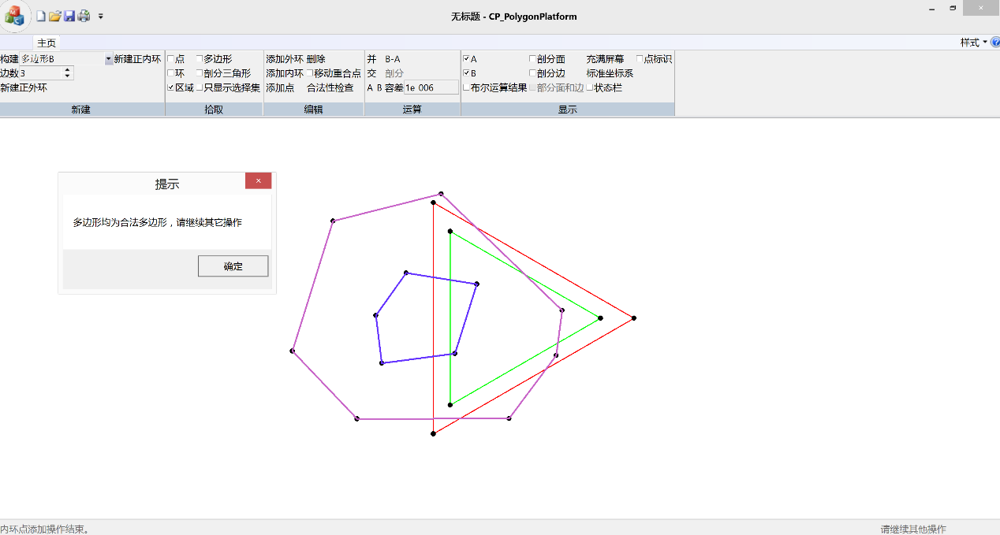 无标题 - CP_PolygonPlatform
主页
样式
构建 多边形B 新建正内环
边数 3
新建正外环
新建
点 多边形
环 剖分三角形
区域 只显示选择集
拾取
添加外环 删除
添加内环 移动重合点
添加点 合法性检查
编辑
并 B-A
交 剖分
A B 容差 1e 006
运算
A 剖分面 充满屏幕 点标识
B 剖分边 标准坐标系
布尔运算结果 剖分面和边 状态栏
显示
提示
多边形均为合法多边形，请继续其它操作
确定
内环点添加操作结束。
请继续其他操作